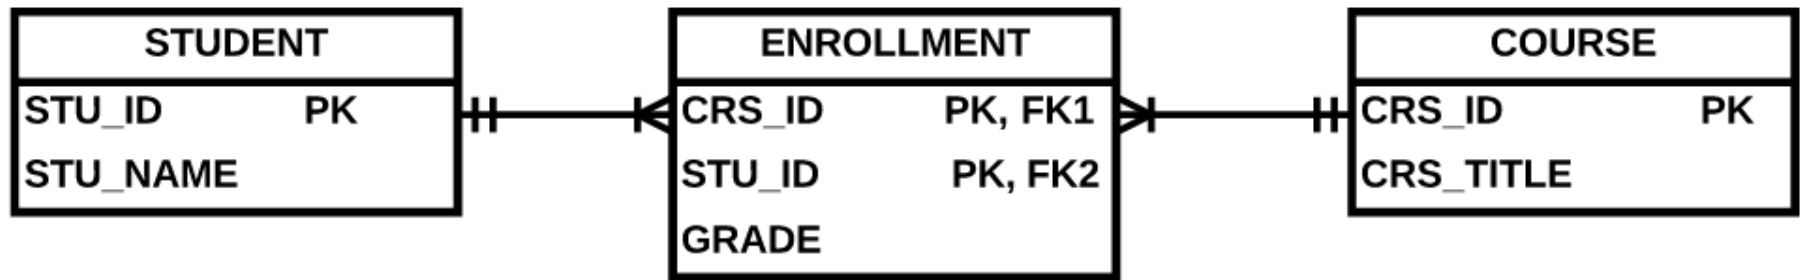 STUDENT
STU_ID PK
STU_NAME
ENROLLMENT
CRS_ID PK, FK1
STU_ID PK, FK2
GRADE
COURSE
CRS_ID PK
CRS_TITLE